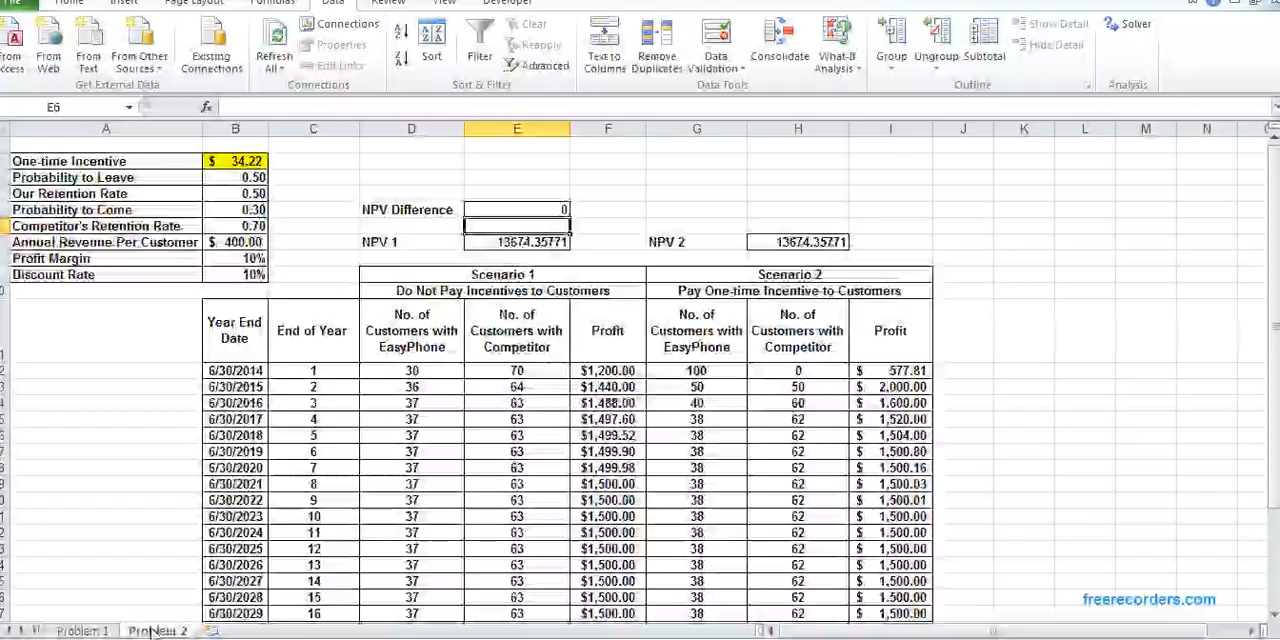 Home Insert Page Layout Formulas Data Review View Developer
From Access From Web From Text From Other Sources Existing Connections Refresh All Connections Properties Edit Links Sort Filter Clear Reapply Advanced Text to Columns Remove Duplicates Data Validation Consolidate What-If Analysis Group Ungroup Subtotal Show Detail Hide Detail Solver
Get External Data Connections Sort & Filter Data Tools Outline Analysis
E6 fx
A B C D E F G H I J K L M N
One-time Incentive $ 34.22
Probability to Leave 0.50
Our Retention Rate 0.50
Probability to Come 0.30 NPV Difference 0
Competitor's Retention Rate 0.70
Annual Revenue Per Customer $ 400.00 NPV 1 13674.35771 NPV 2 13674.35771
Profit Margin 10%
Discount Rate 10% Scenario 1 Scenario 2
Do Not Pay Incentives to Customers Pay One-time Incentive to Customers
Year End Date End of Year No. of Customers with EasyPhone No. of Customers with Competitor Profit No. of Customers with EasyPhone No. of Customers with Competitor Profit
6/30/2014 1 30 70 $1,200.00 100 0 $ 577.81
6/30/2015 2 36 64 $1,440.00 50 50 $ 2,000.00
6/30/2016 3 37 63 $1,488.00 40 60 $ 1,600.00
6/30/2017 4 37 63 $1,497.60 38 62 $ 1,520.00
6/30/2018 5 37 63 $1,499.52 38 62 $ 1,504.00
6/30/2019 6 37 63 $1,499.90 38 62 $ 1,500.80
6/30/2020 7 37 63 $1,499.98 38 62 $ 1,500.16
6/30/2021 8 37 63 $1,500.00 38 62 $ 1,500.03
6/30/2022 9 37 63 $1,500.00 38 62 $ 1,500.01
6/30/2023 10 37 63 $1,500.00 38 62 $ 1,500.00
6/30/2024 11 37 63 $1,500.00 38 62 $ 1,500.00
6/30/2025 12 37 63 $1,500.00 38 62 $ 1,500.00
6/30/2026 13 37 63 $1,500.00 38 62 $ 1,500.00
6/30/2027 14 37 63 $1,500.00 38 62 $ 1,500.00
6/30/2028 15 37 63 $1,500.00 38 62 $ 1,500.00
6/30/2029 16 37 63 $1,500.00 38 62 $ 1,500.00
freerecorders.com
Problem 1 Problem 2